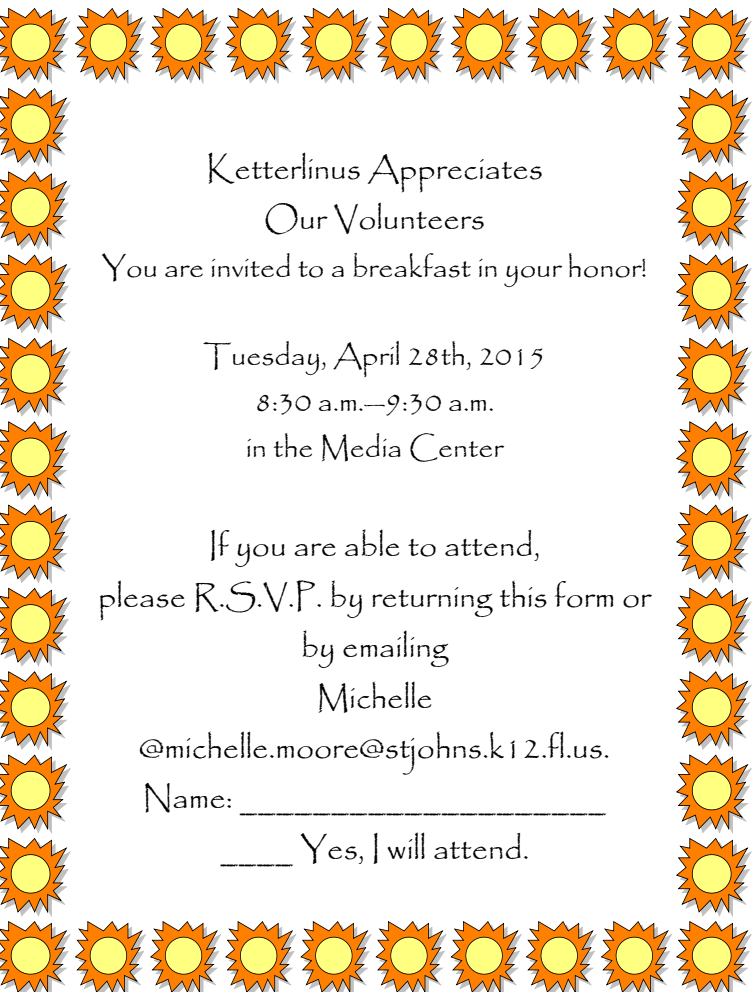 Ketterlinus Appreciates
Our Volunteers
You are invited to a breakfast in your honor!
Tuesday, April 28th, 2015
8:30 a.m.—9:30 a.m.
in the Media Center
If you are able to attend,
please R.S.V.P. by returning this form or
by emailing
Michelle
@michelle.moore@stjohns.k12.fl.us.
Name: ____________________
____ Yes, I will attend.